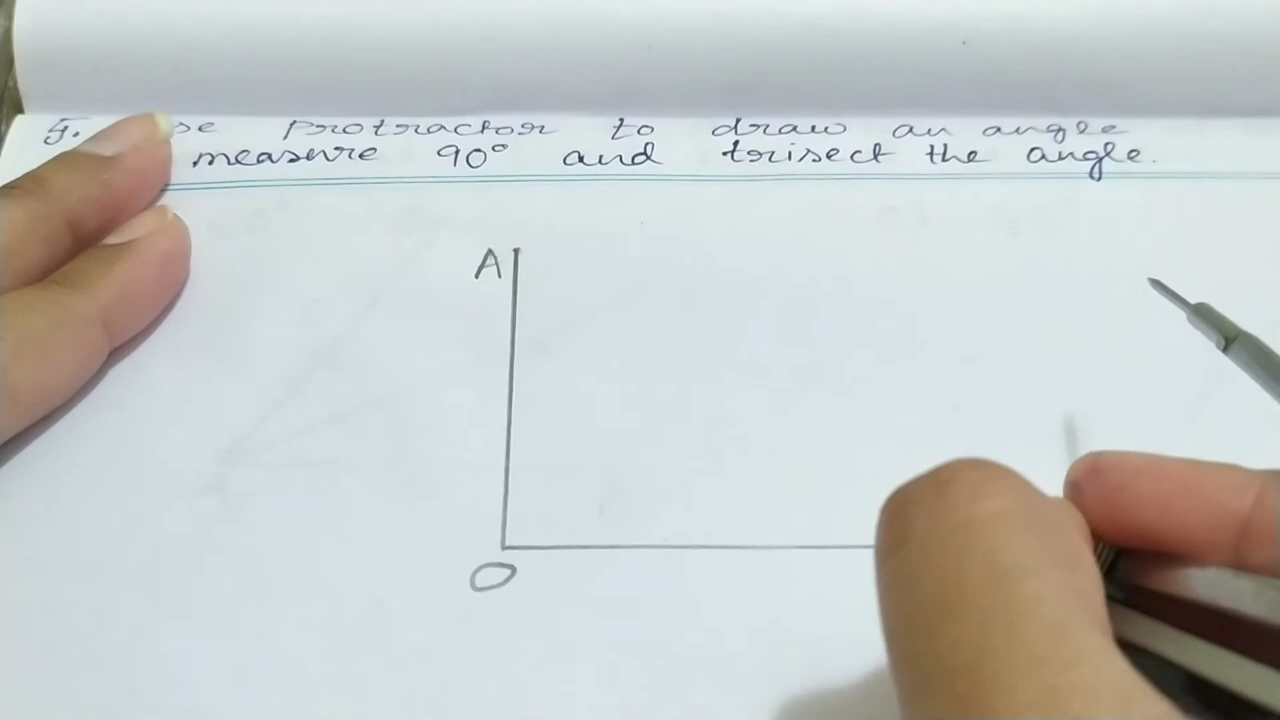 5. se protractor to draw an angle
measure 90° and trisect the angle.
A
O